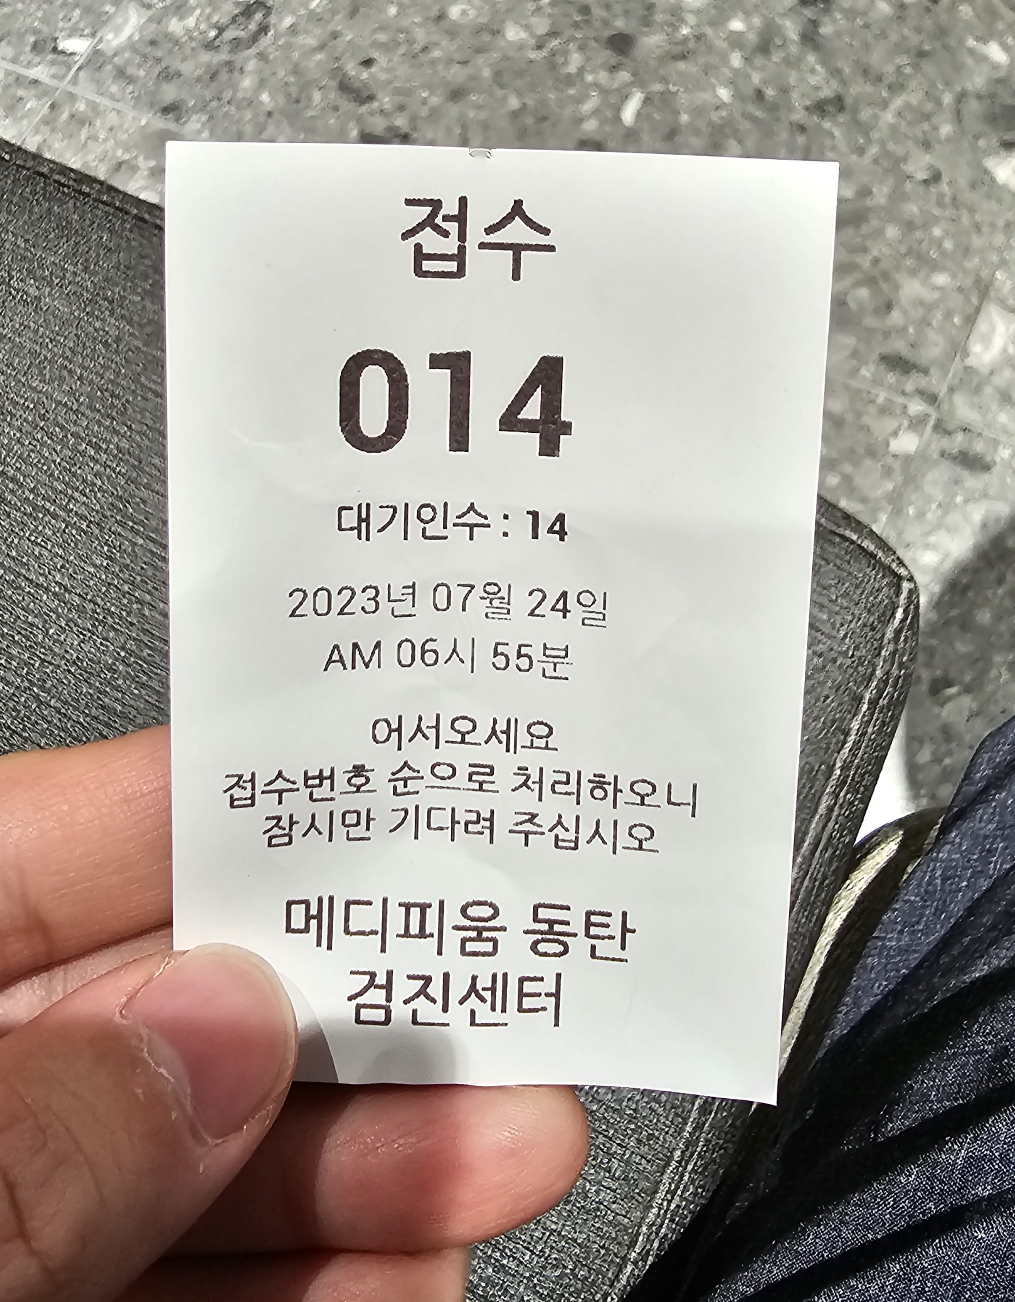 접수
014
대기인수 : 14
2023년 07월 24일
AM 06시 55분
어서오세요
접수번호 순으로 처리하오니
잠시만 기다려 주십시오
메디피움 동탄
검진센터